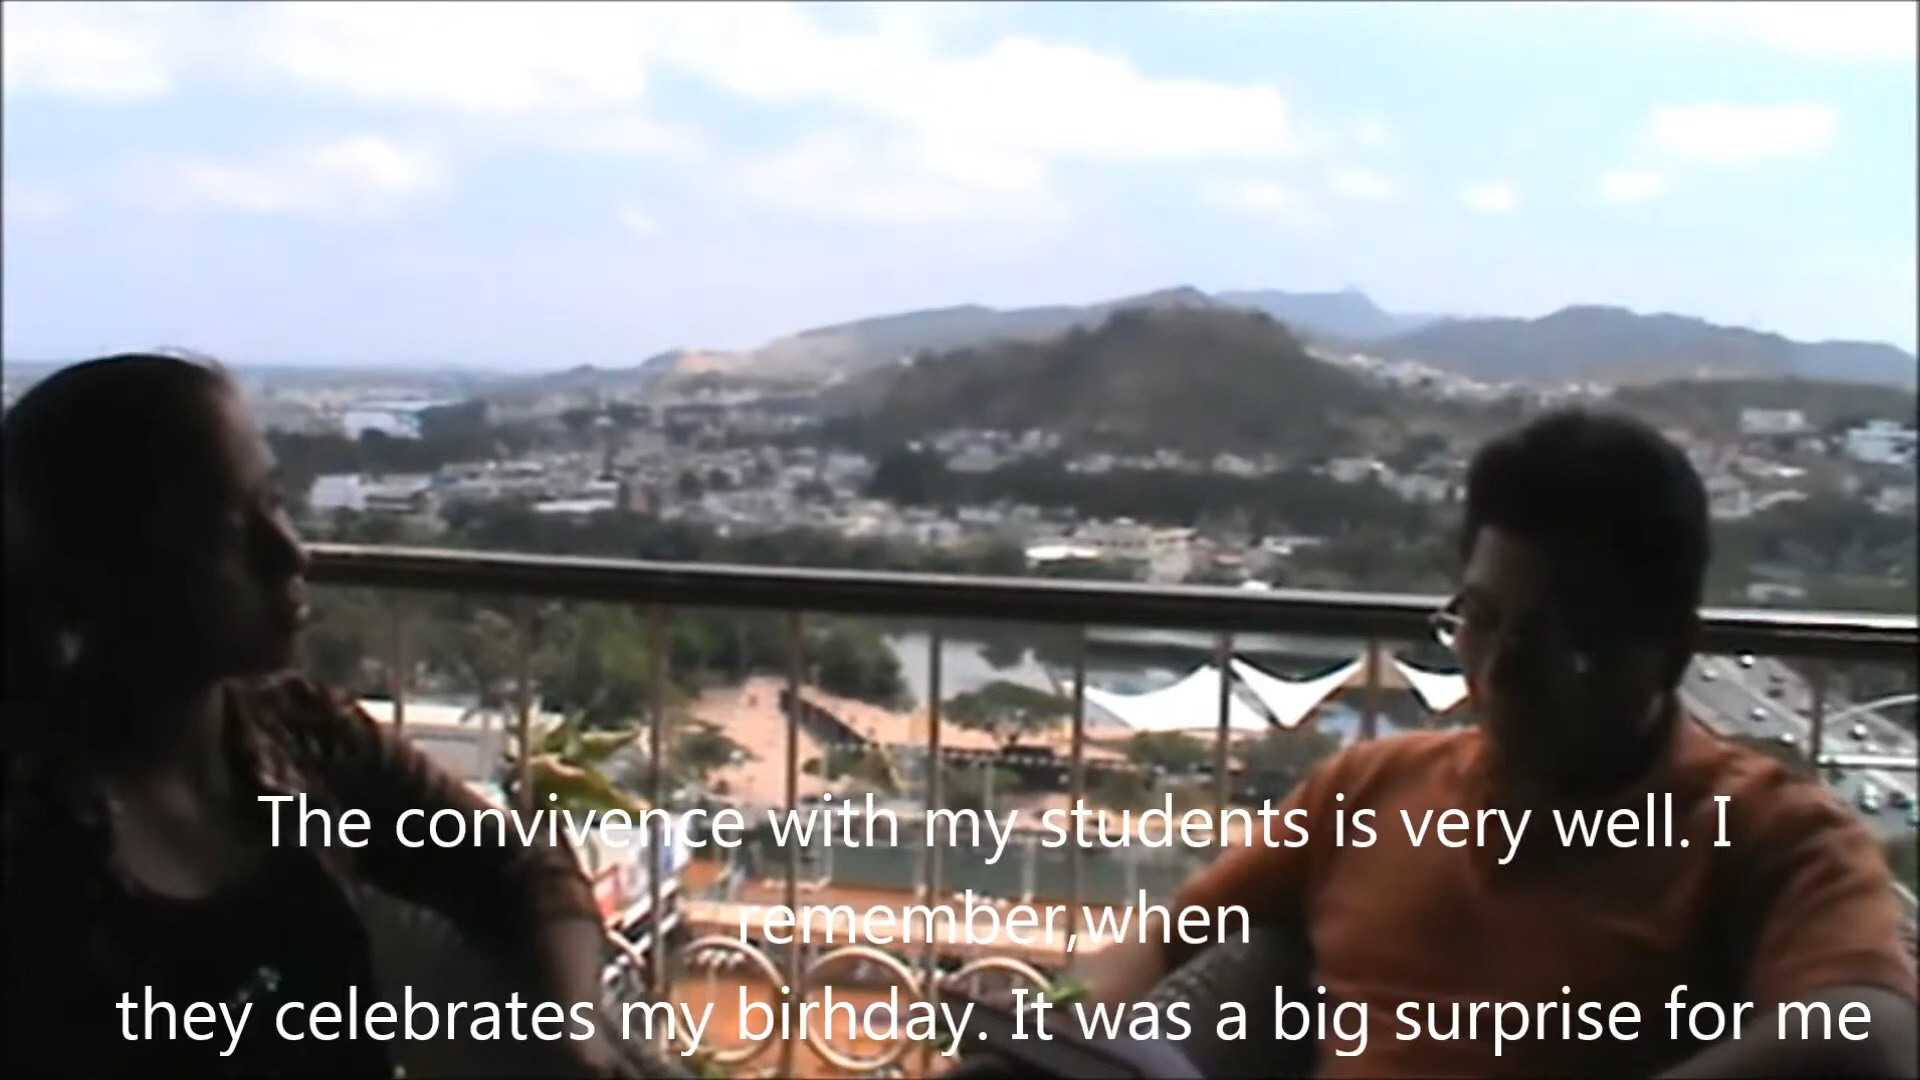 The convivence with my students is very well. I
remember,when
they celebrates my birhday. It was a big surprise for me